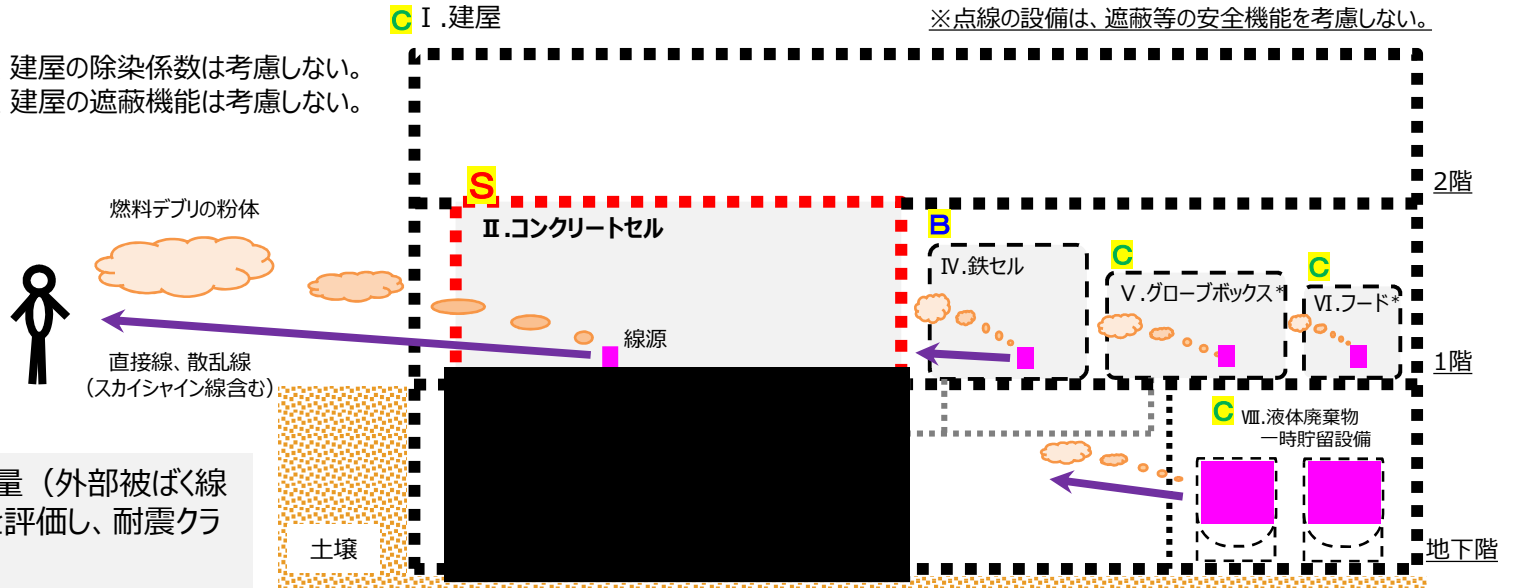 C Ⅰ.建屋
※点線の設備は、遮蔽等の安全機能を考慮しない。
建屋の除染係数は考慮しない。
建屋の遮蔽機能は考慮しない。
S
2階
燃料デブリの粉体
Ⅱ.コンクリートセル
B
Ⅳ.鉄セル
C
Ⅴ.グローブボックス*
C
Ⅵ.フード*
線源
直接線、散乱線
（スカイシャイン線含む）
1階
C Ⅷ.液体廃棄物
一時貯留設備
量（外部被ばく線
評価し、耐震クラ
土壌
地下階